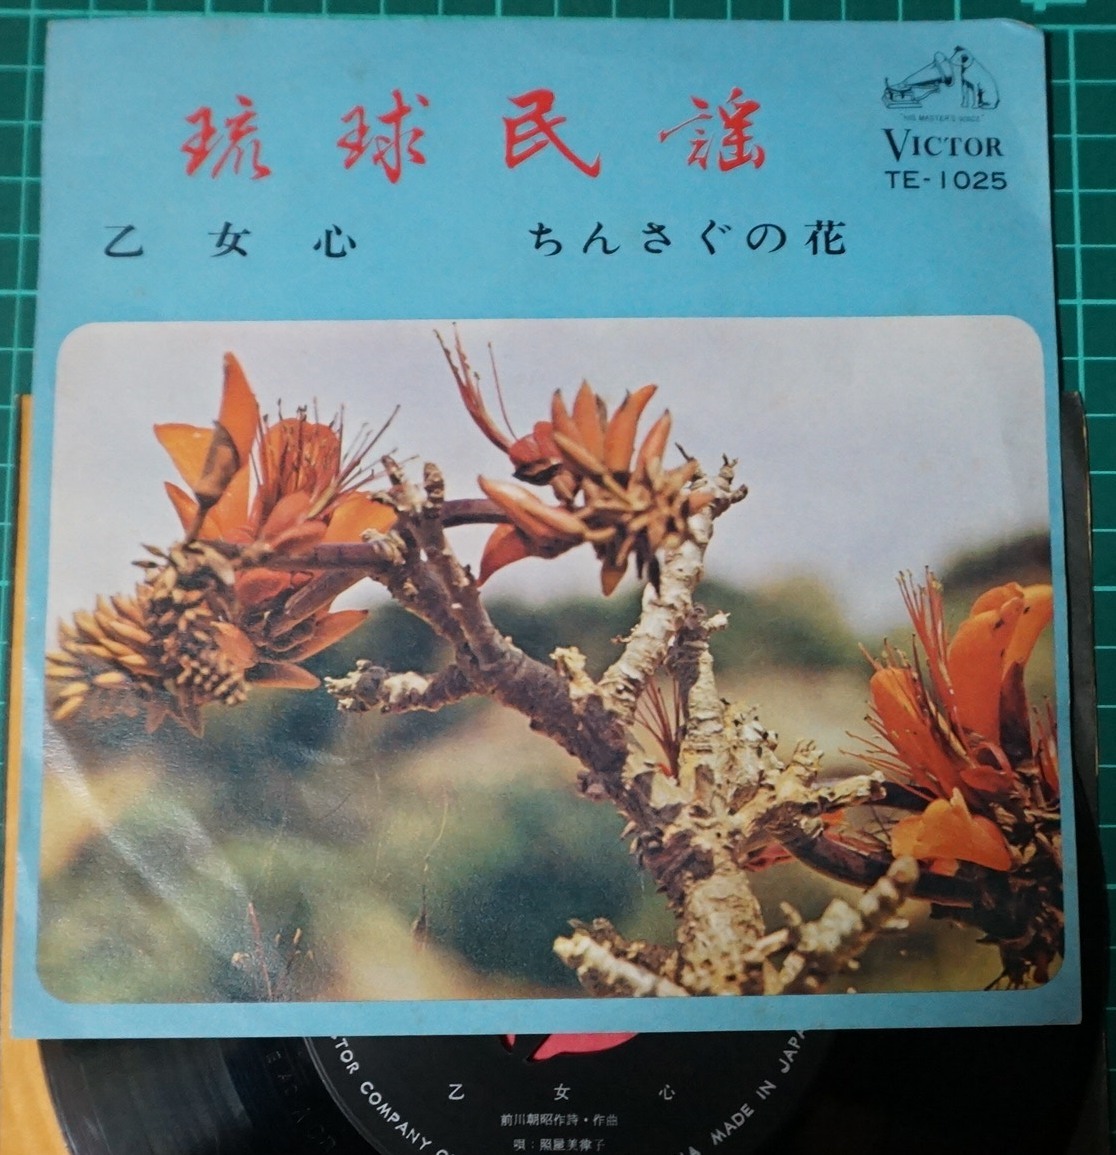 琉球民謡
"HIS MASTER'S VOICE"
VICTOR
TE-1025
乙女心 ちんさぐの花
乙女心
前川朝昭作詩・作曲
唄:照屋美律子
TOR COMPANY O
MADE IN JAPA